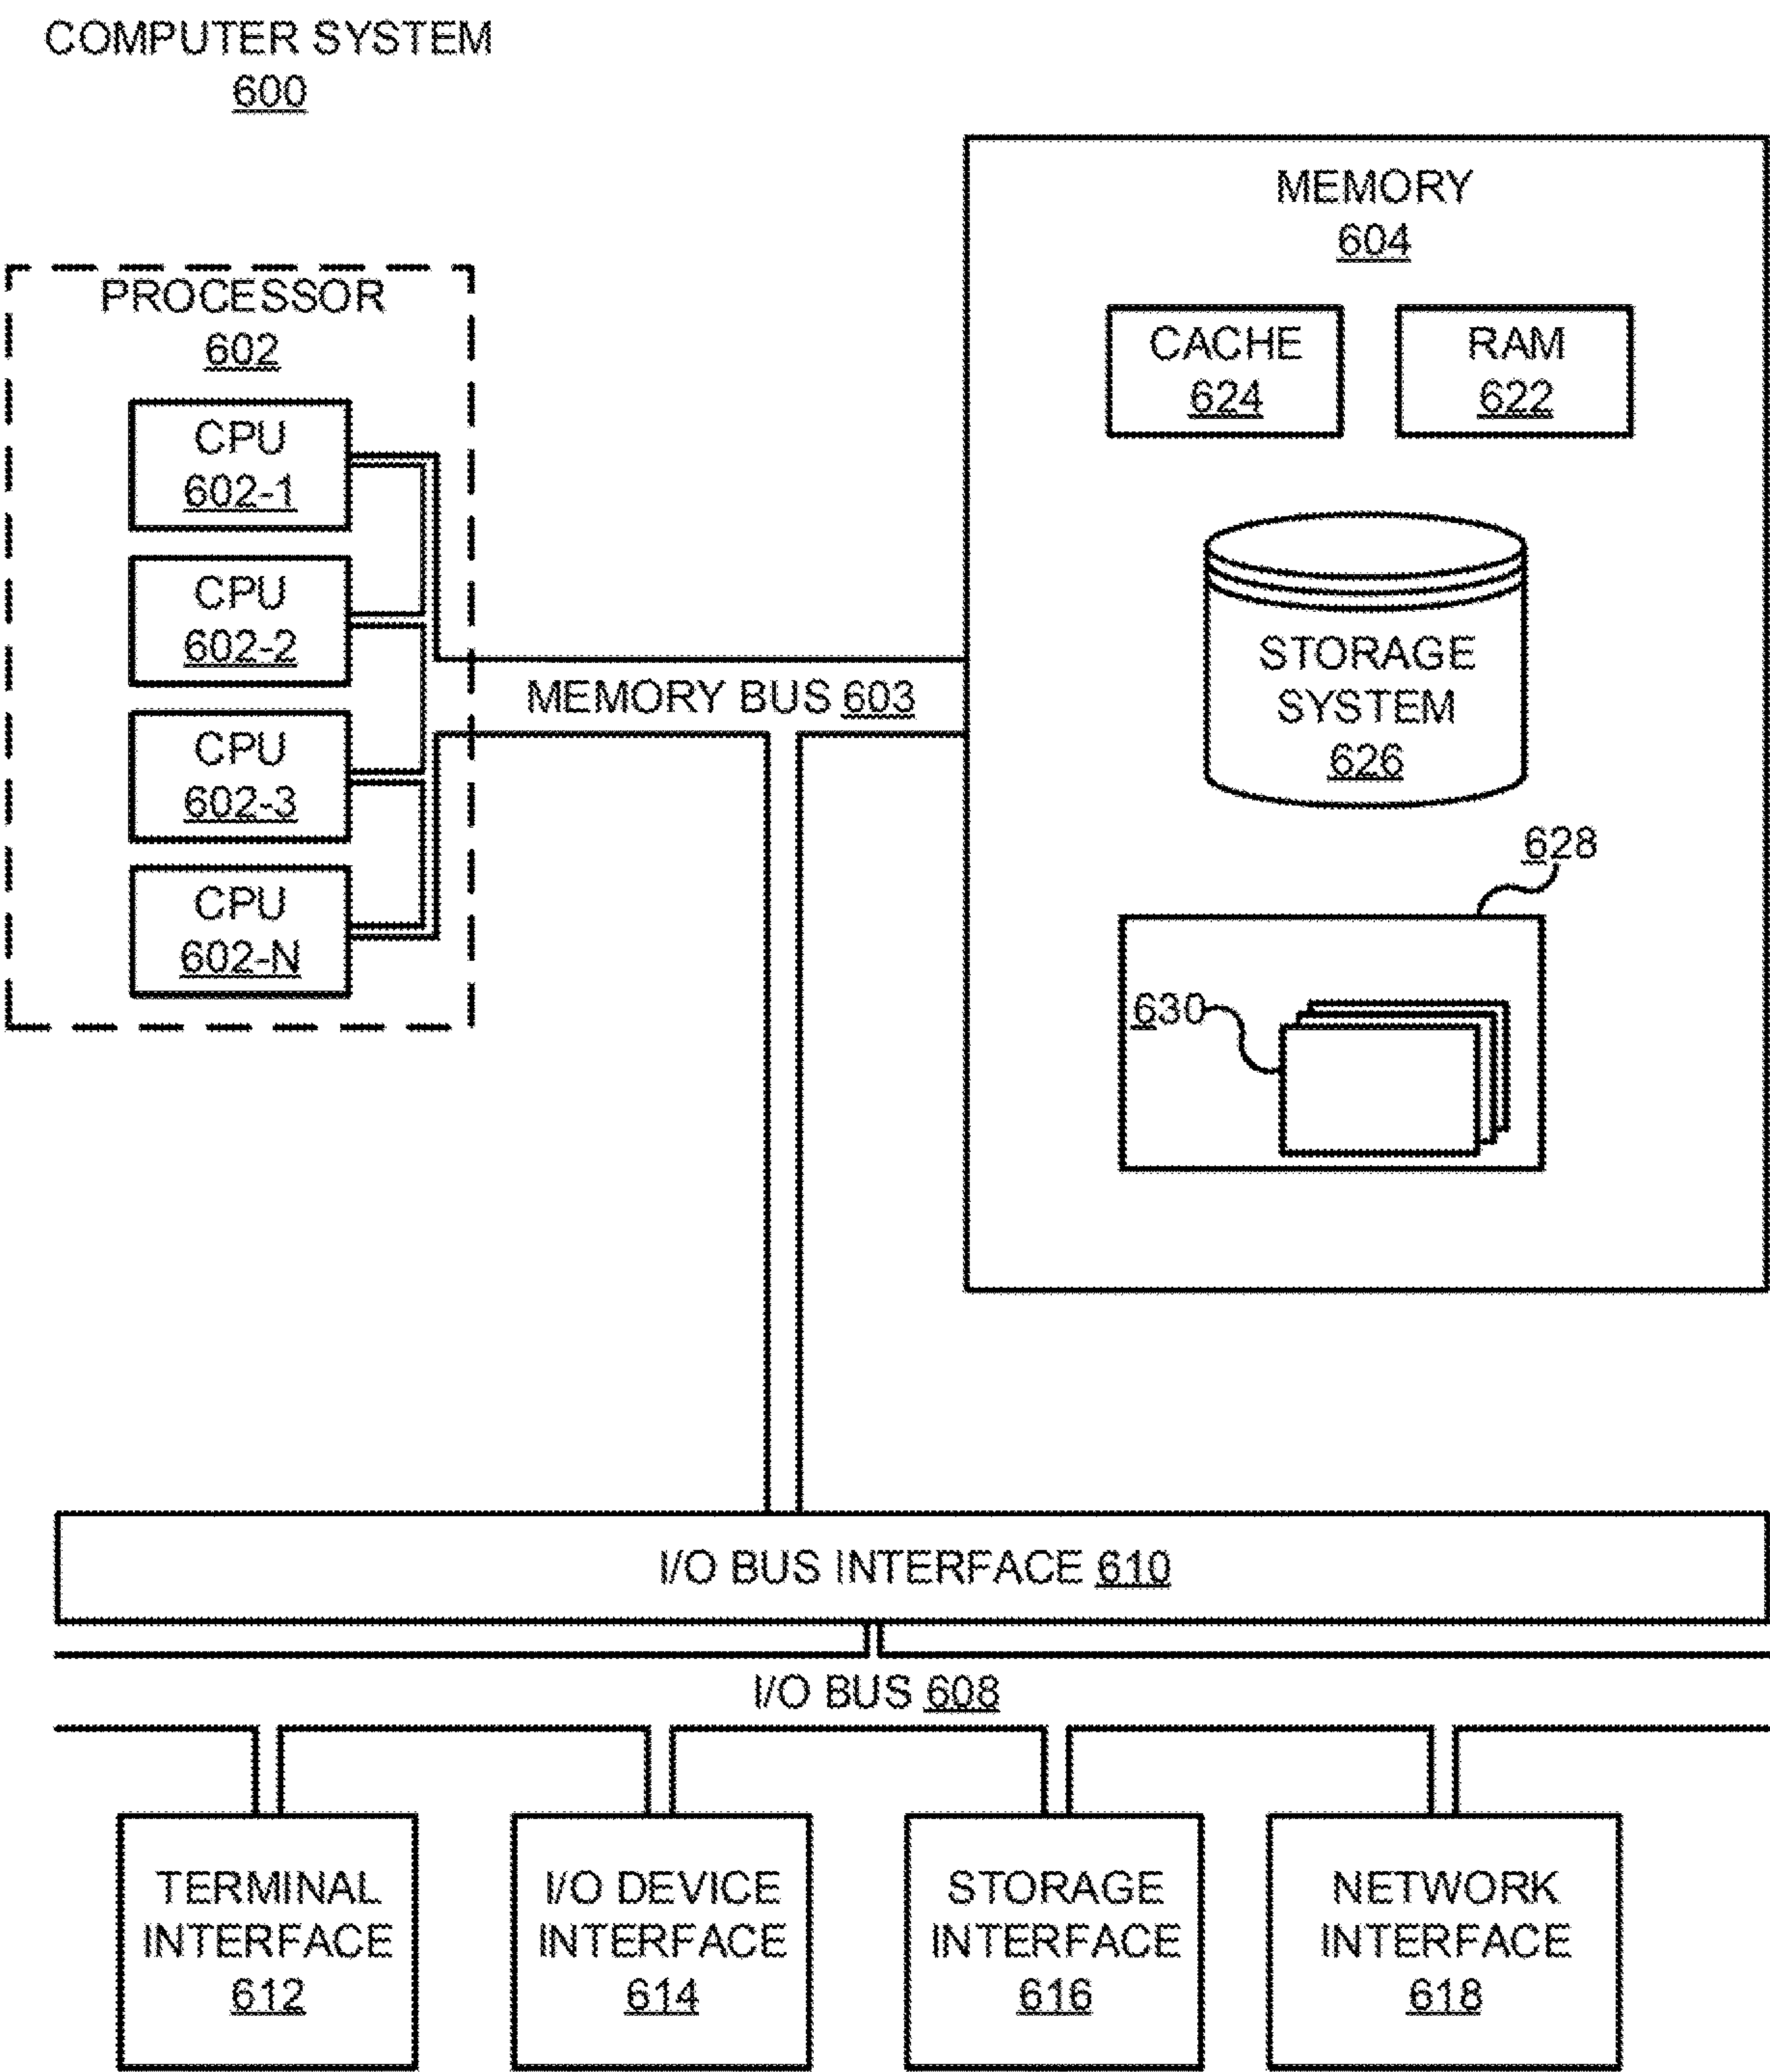 COMPUTER SYSTEM
600
PROCESSOR
602
CPU
602-1
CPU
602-2
CPU
602-3
CPU
602-N
MEMORY BUS 603
MEMORY
604
CACHE
624
RAM
622
STORAGE
SYSTEM
626
628
630
I/O BUS INTERFACE 610
I/O BUS 608
TERMINAL
INTERFACE
612
I/O DEVICE
INTERFACE
614
STORAGE
INTERFACE
616
NETWORK
INTERFACE
618